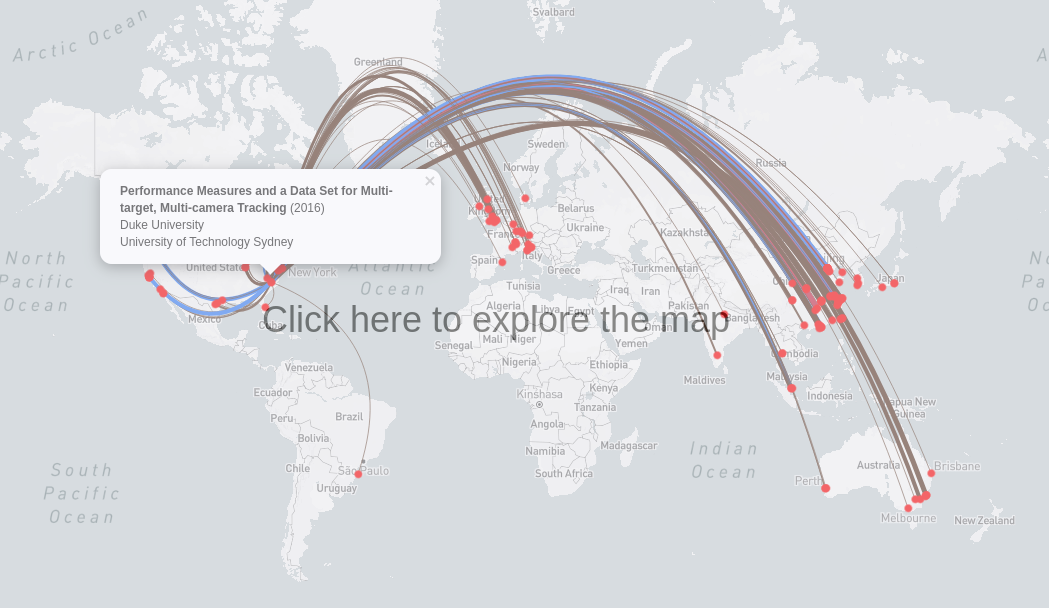 Svalbard
Arctic Ocean
Greenland
Sweden
Norway
Russia
Performance Measures and a Data Set for Multi-
target, Multi-camera Tracking (2016)
Duke University
University of Technology Sydney
×
Belarus
Ukraine
Kazakhstan
Italy
Spain
Greece
Turkmenistan
North
Pacific
Ocean
United States
New York
Atlantic
Ocean
Japan
Tunisia
Iraq
Iran
Algeria
Libya
Egypt
Pakistan
Oman
Bangladesh
Mexico
Cuba
Click here to explore the map
Senegal
Mali
Niger
Yemen
Cambodia
Nigeria
Ethiopia
Maldives
Malaysia
Venezuela
Ecuador
Kinshasa
Kenya
Tanzania
Indonesia
Papua New
Guinea
Peru
Brazil
Angola
Bolivia
Namibia
Madagascar
Indian
Ocean
Chile
São Paulo
South Africa
Australia
Brisbane
Perth
Uruguay
South
Pacific
Ocean
Melbourne
New Zealand